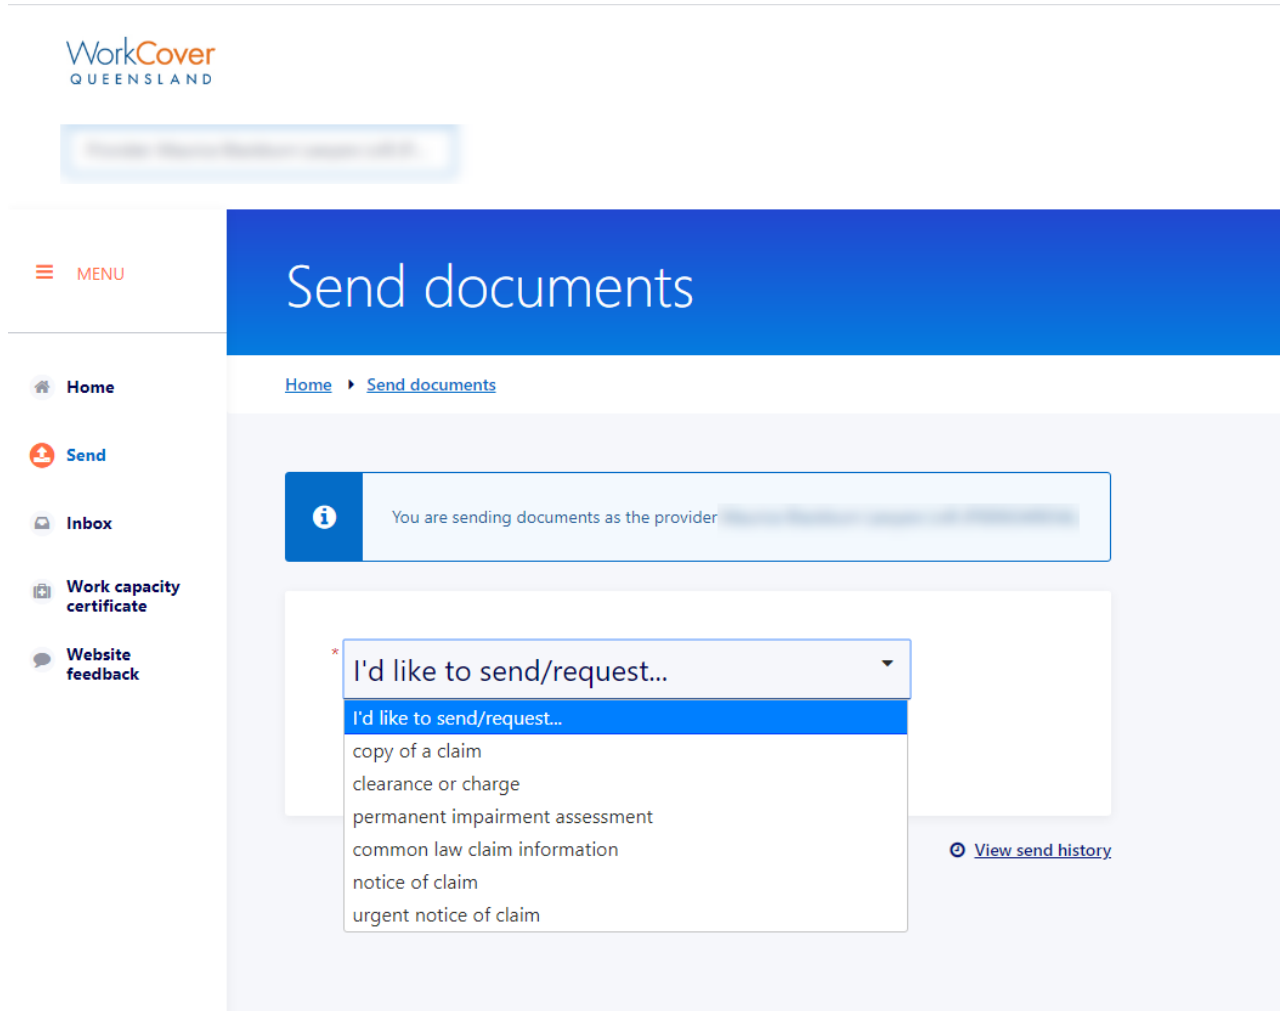 WorkCover
QUEENSLAND
MENU
Send documents
Home
Send
Inbox
Work capacity
certificate
Website
feedback
Home Send documents
You are sending documents as the provider
* I'd like to send/request...
I'd like to send/request...
copy of a claim
clearance or charge
permanent impairment assessment
common law claim information
notice of claim
urgent notice of claim
View send history